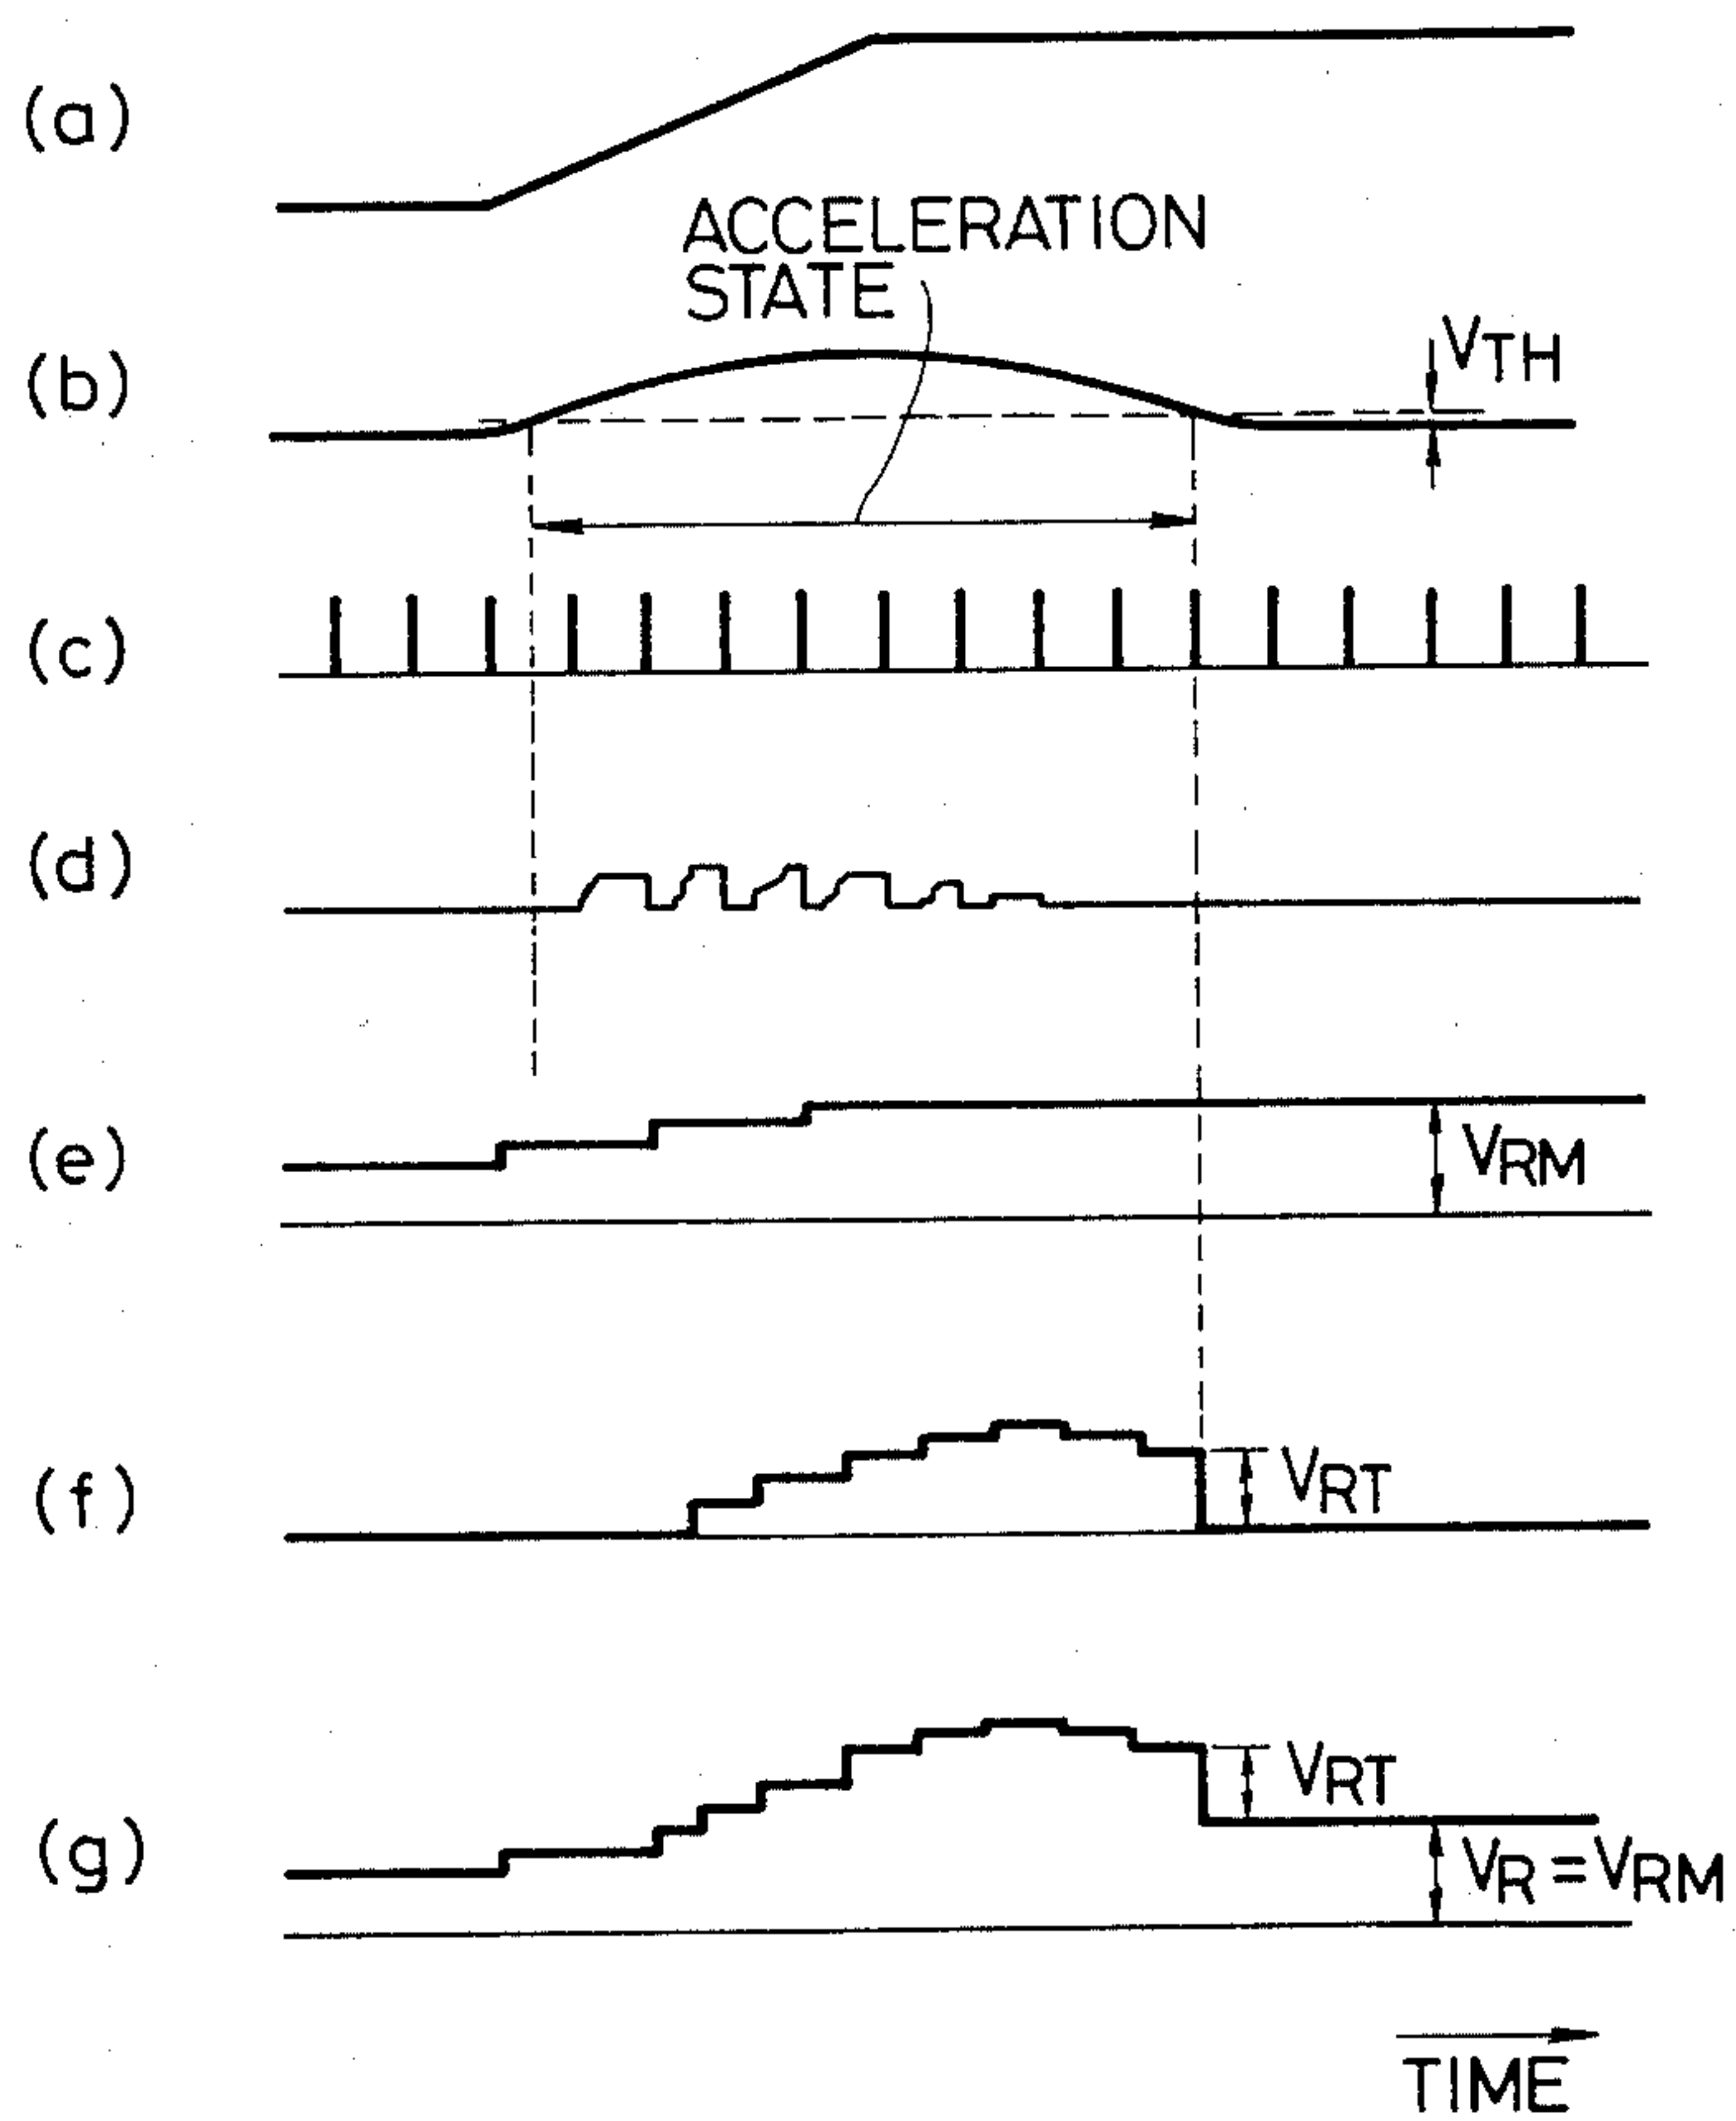 (a)
ACCELERATION
STATE
(b)
VTH
(c)
(d)
(e)
VRM
(f)
VRT
(g)
VRT
VR=VRM
TIME